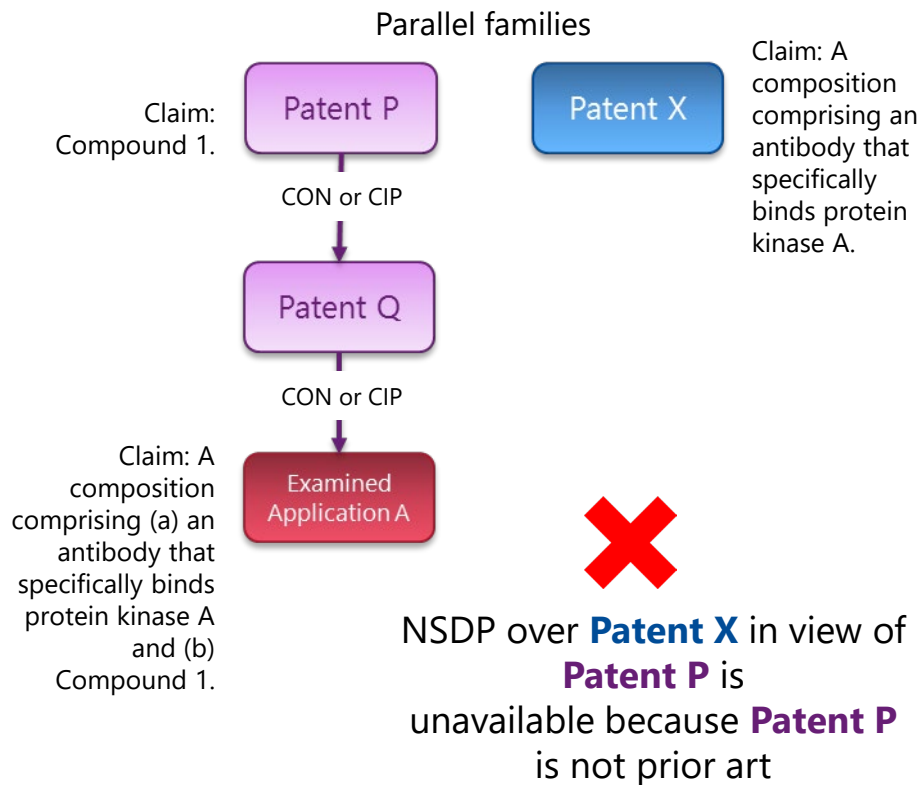 Parallel families
Claim:
Compound 1.
Patent P
Patent X
Claim: A
composition
comprising an
antibody that
specifically
binds protein
kinase A.
CON or CIP
Patent Q
CON or CIP
Claim: A
composition
comprising (a) an
antibody that
specifically binds
protein kinase A
and (b)
Compound 1.
Examined
Application A
NSDP over Patent X in view of
Patent P is
unavailable because Patent P
is not prior art